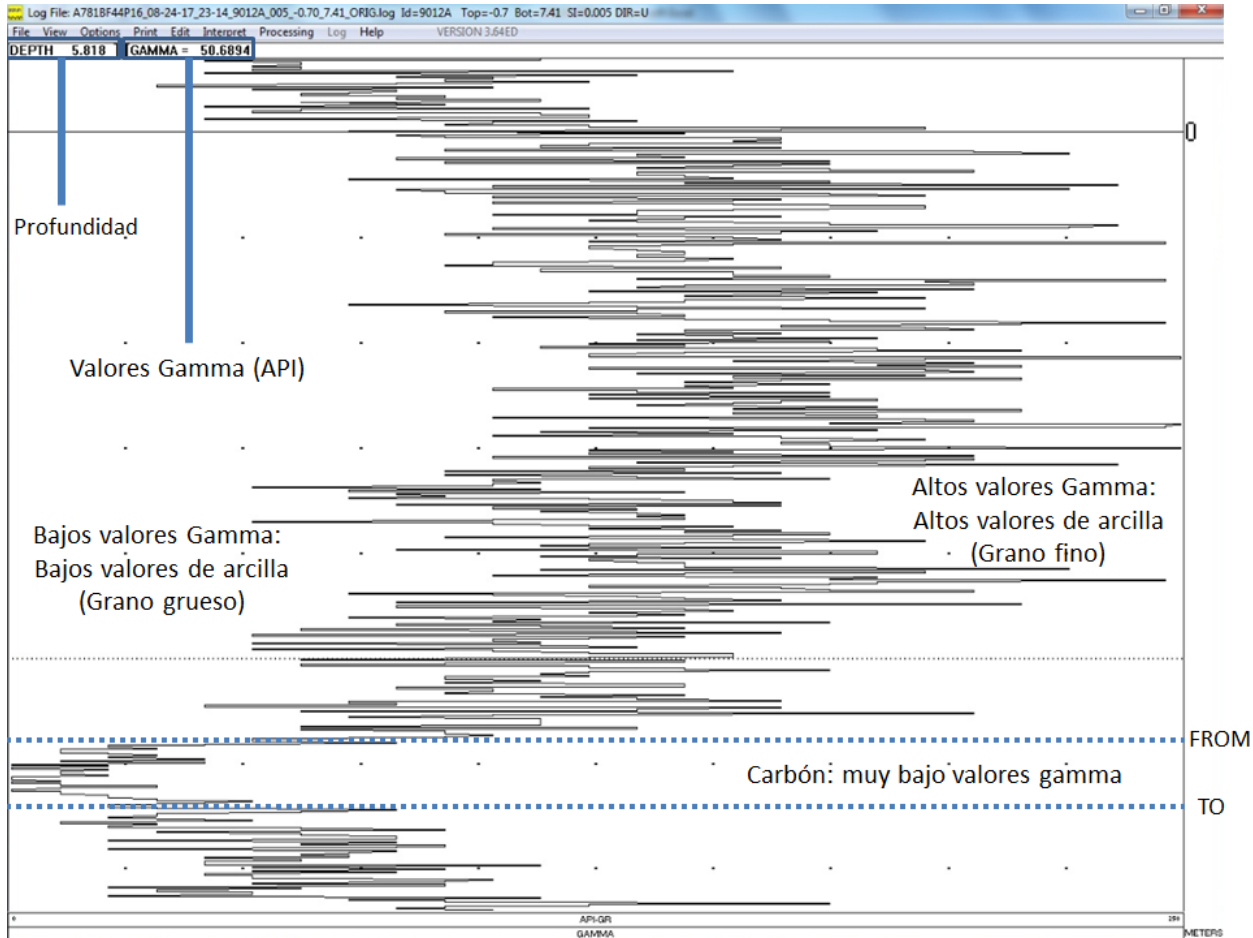 Log File: A781BF44P16_08-24-17_23-14_9012A_005_-0.70_7.41_ORIG.log Id=9012A Top=-0.7 Bot=7.41 SI=0.005 DIR=U
File View Options Print Edit Interpret Processing Log Help VERSION 3.64ED
DEPTH 5.818 GAMMA = 50.6894
0
Profundidad
Valores Gamma (API)
Bajos valores Gamma:
Bajos valores de arcilla
(Grano grueso)
Altos valores Gamma:
Altos valores de arcilla
(Grano fino)
FROM
Carbón: muy bajo valores gamma
TO
0 API-GR 250
GAMMA METERS